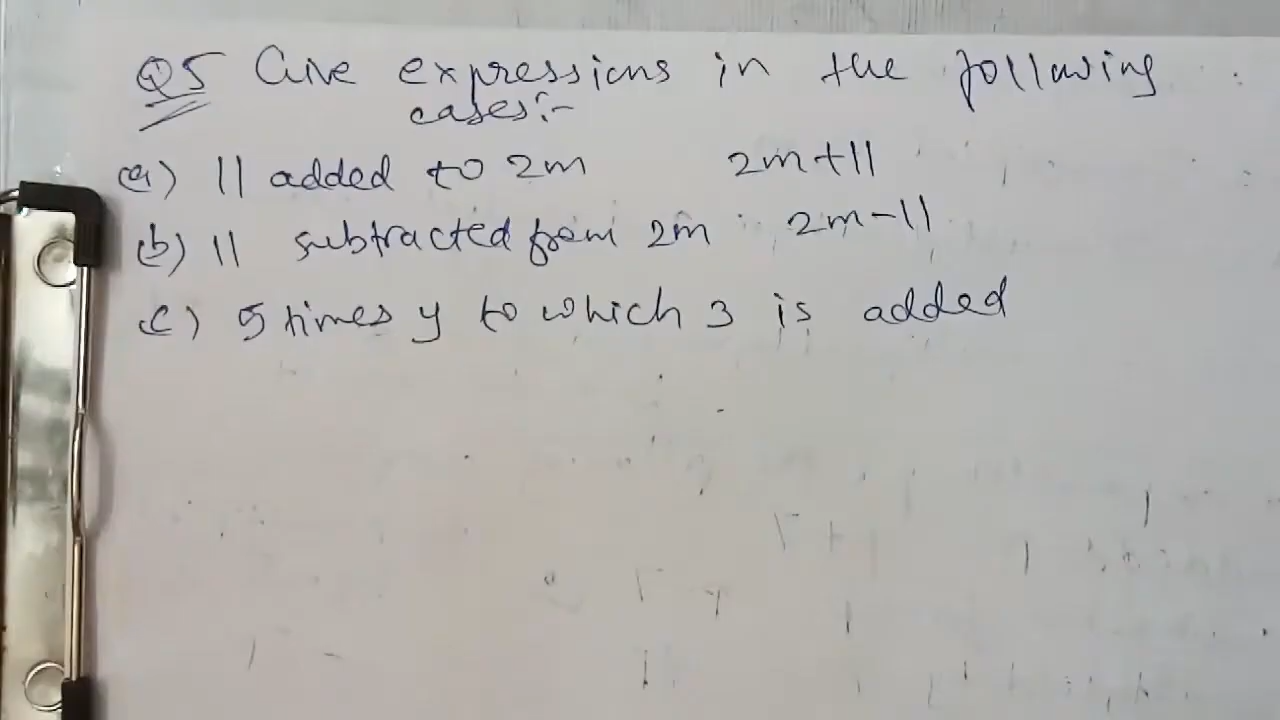 Q5 Give expressions in the following
cases:-
(a) 11 added to 2m 2m+11
(b) 11 subtracted from 2m 2m-11
(c) 5 times y to which 3 is added